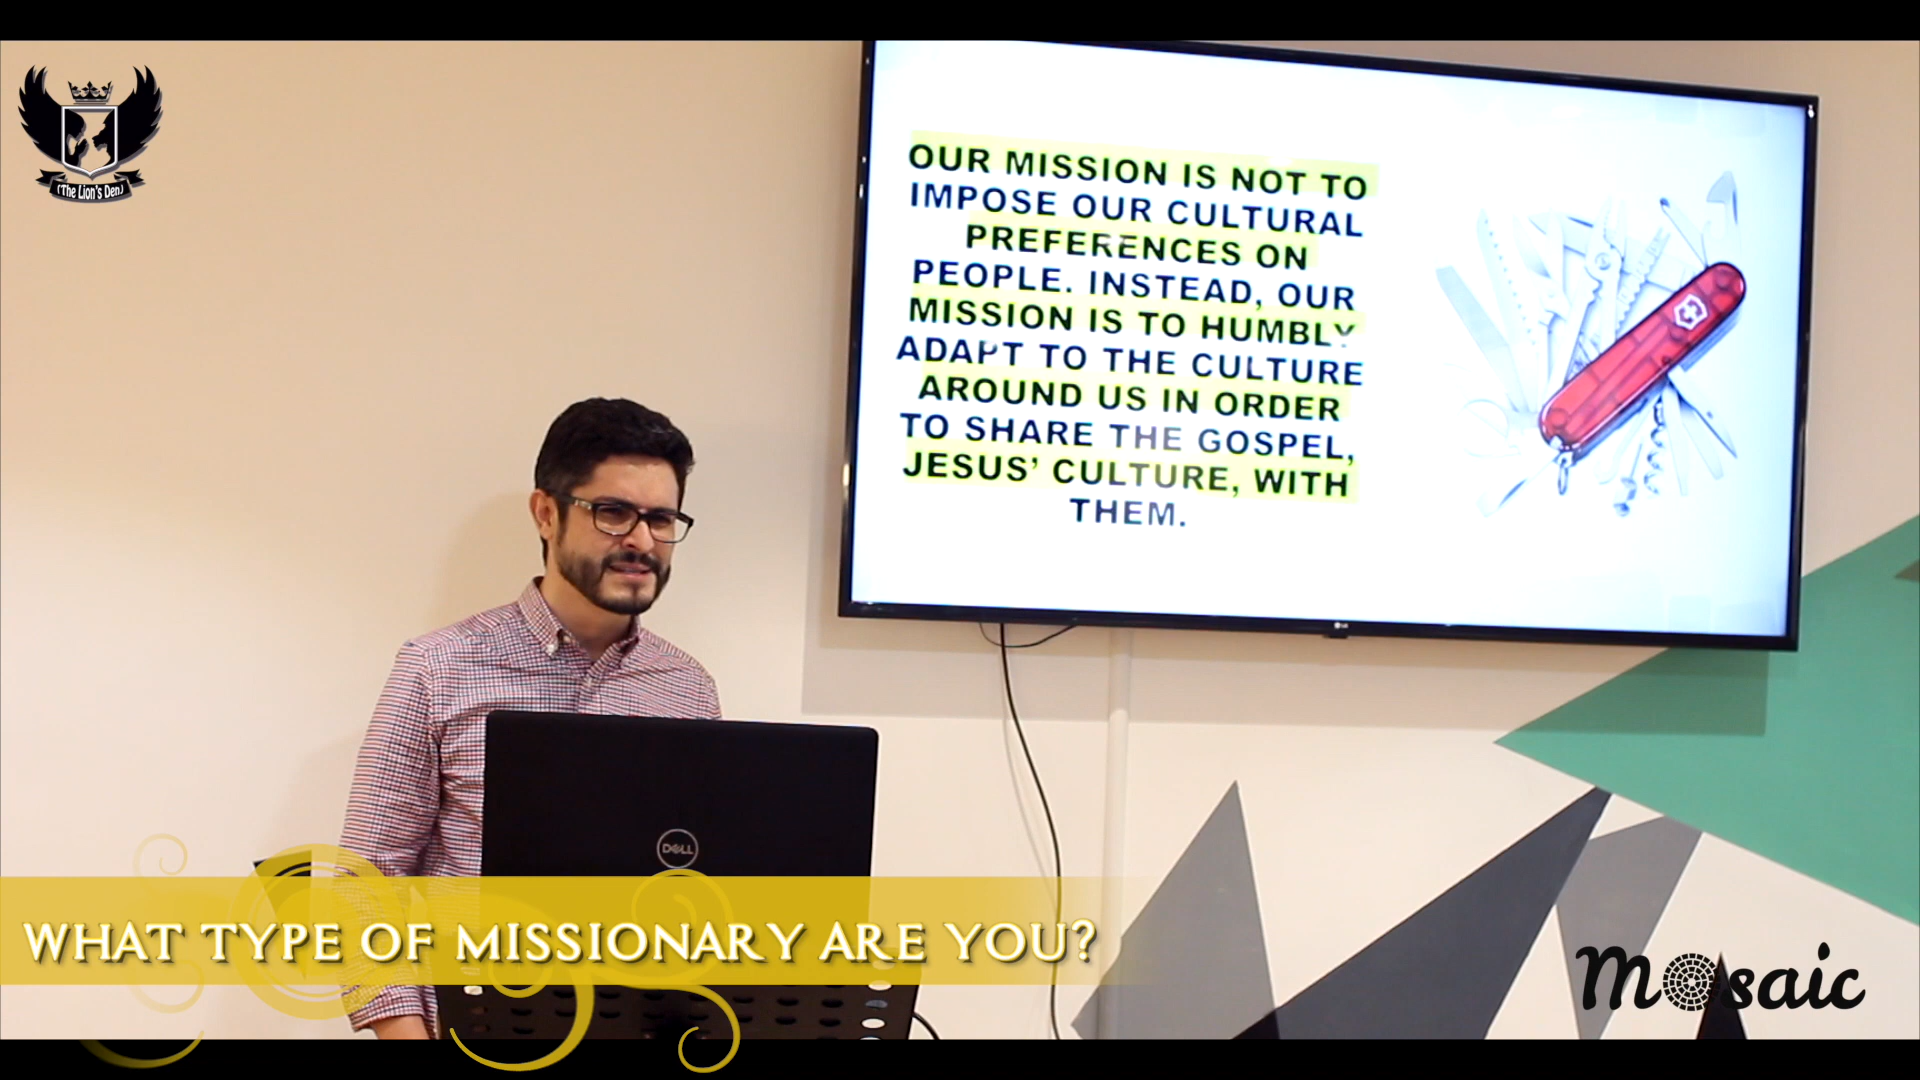 (The Lion's Den)
OUR MISSION IS NOT TO
IMPOSE OUR CULTURAL
PREFERENCES ON
PEOPLE. INSTEAD, OUR
MISSION IS TO HUMBLY
ADAPT TO THE CULTURE
AROUND US IN ORDER
TO SHARE THE GOSPEL,
JESUS' CULTURE, WITH
THEM.
LG
DELL
WHAT TYPE OF MISSIONARY ARE YOU?
Mosaic